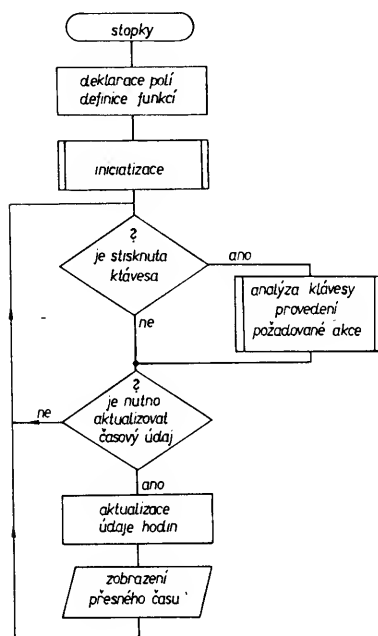 stopky
deklarace polí
definice funkcí
inicializace
?
je stisknuta
klávesa
ano
analýza klávesy
provedení
požadované akce
ne
?
je nutno
aktualizovat
časový údaj
ne
ano
aktualizace
údaje hodin
zobrazení
přesného času